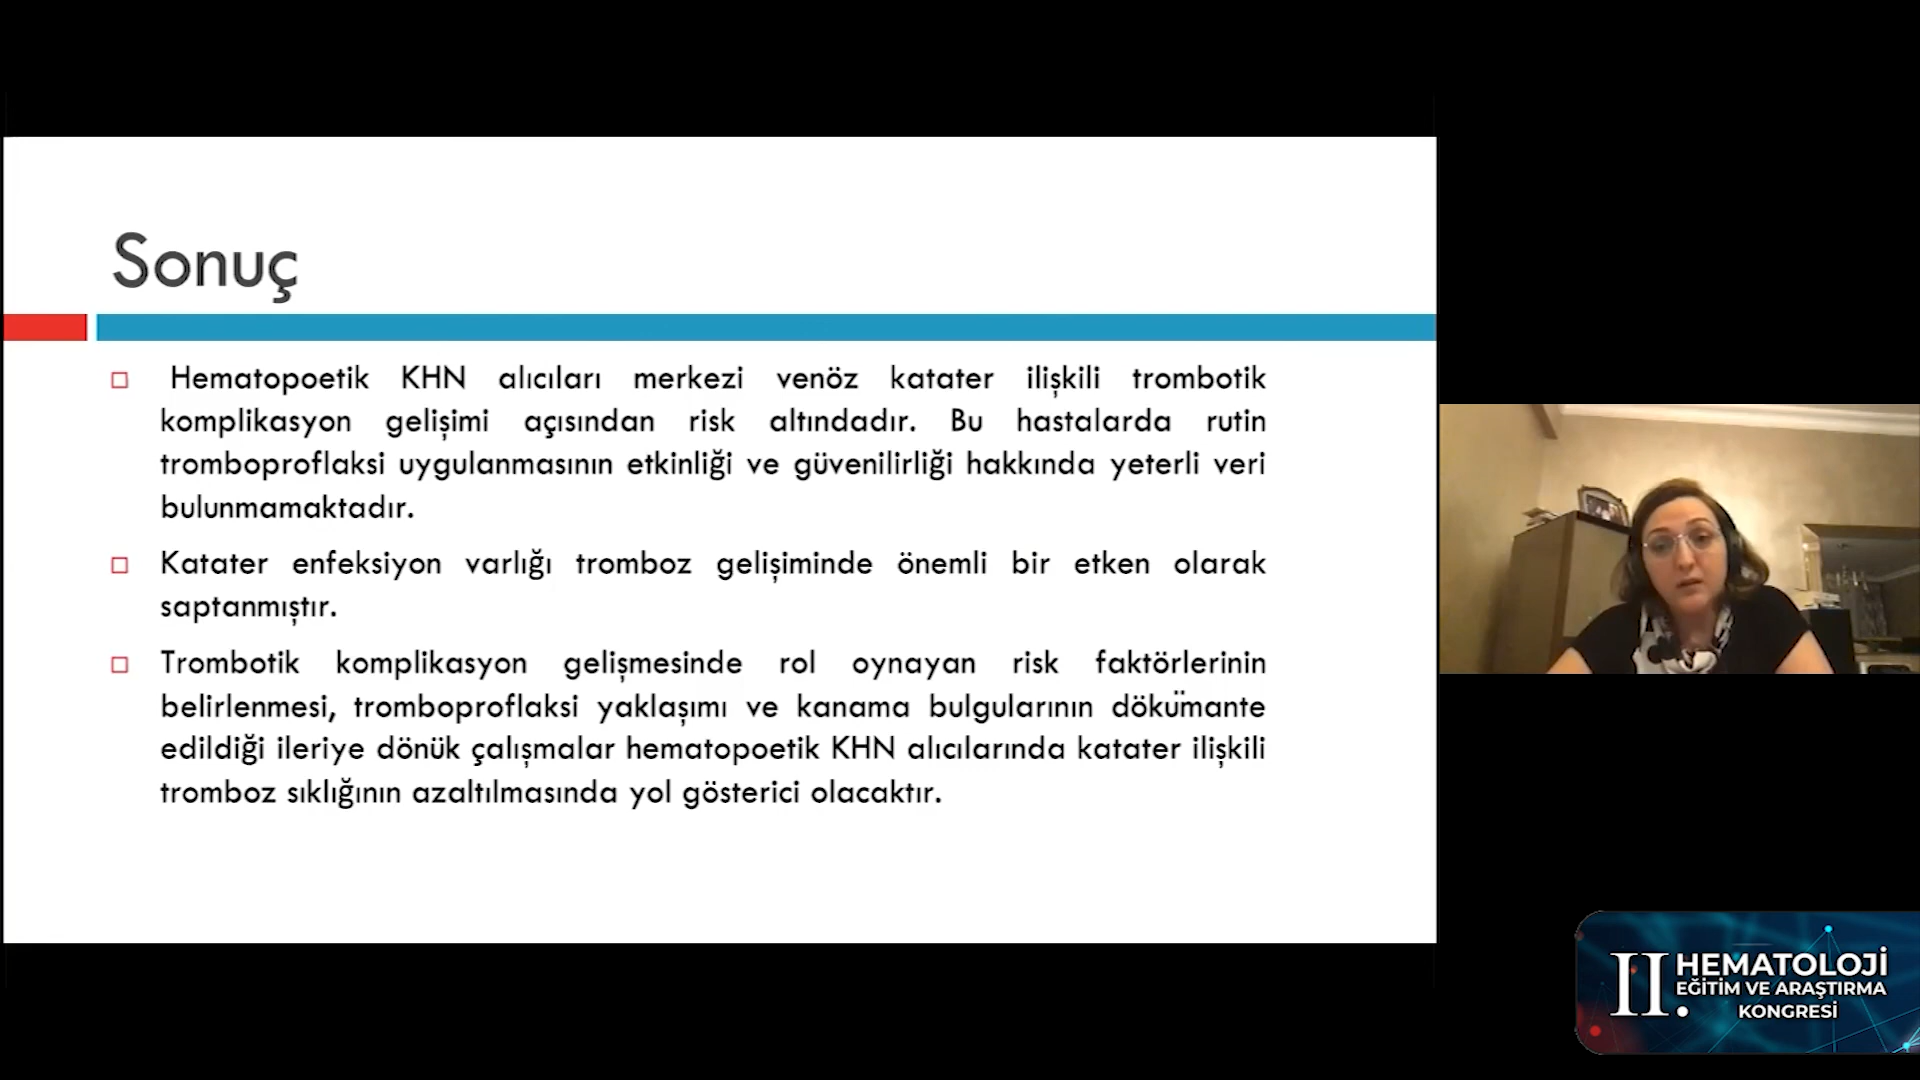 Sonuç
Hematopoetik KHN alıcıları merkezi venöz katater ilişkili trombotik
komplikasyon gelişimi açısından risk altındadır. Bu hastalarda rutin
tromboproflaksi uygulanmasının etkinliği ve güvenilirliği hakkında yeterli veri
bulunmamaktadır.
Katater enfeksiyon varlığı tromboz gelişiminde önemli bir etken olarak
saptanmıştır.
Trombotik komplikasyon gelişmesinde rol oynayan risk faktörlerinin
belirlenmesi, tromboproflaksi yaklaşımı ve kanama bulgularının dökümante
edildiği ileriye dönük çalışmalar hematopoetik KHN alıcılarında katater ilişkili
tromboz sıklığının azaltılmasında yol gösterici olacaktır.
II. HEMATOLOJİ
EĞİTİM VE ARAŞTIRMA
KONGRESİ